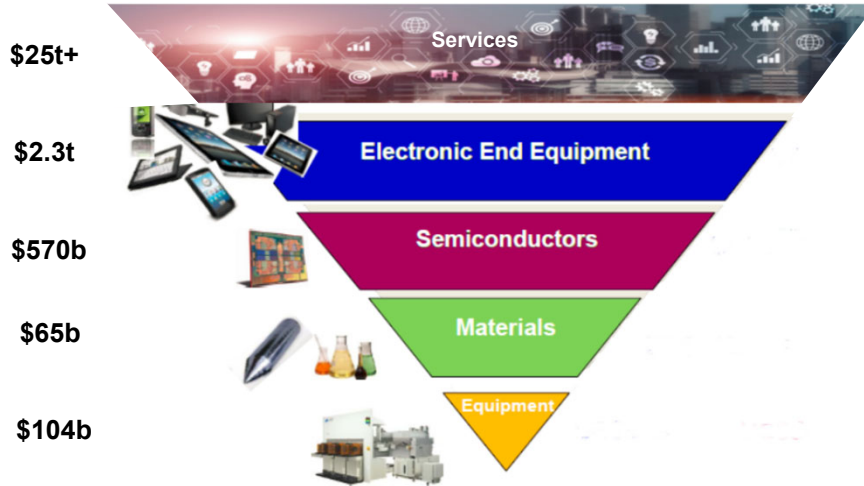 $25t+
Services
$2.3t
Electronic End Equipment
$570b
Semiconductors
$65b
Materials
$104b
Equipment